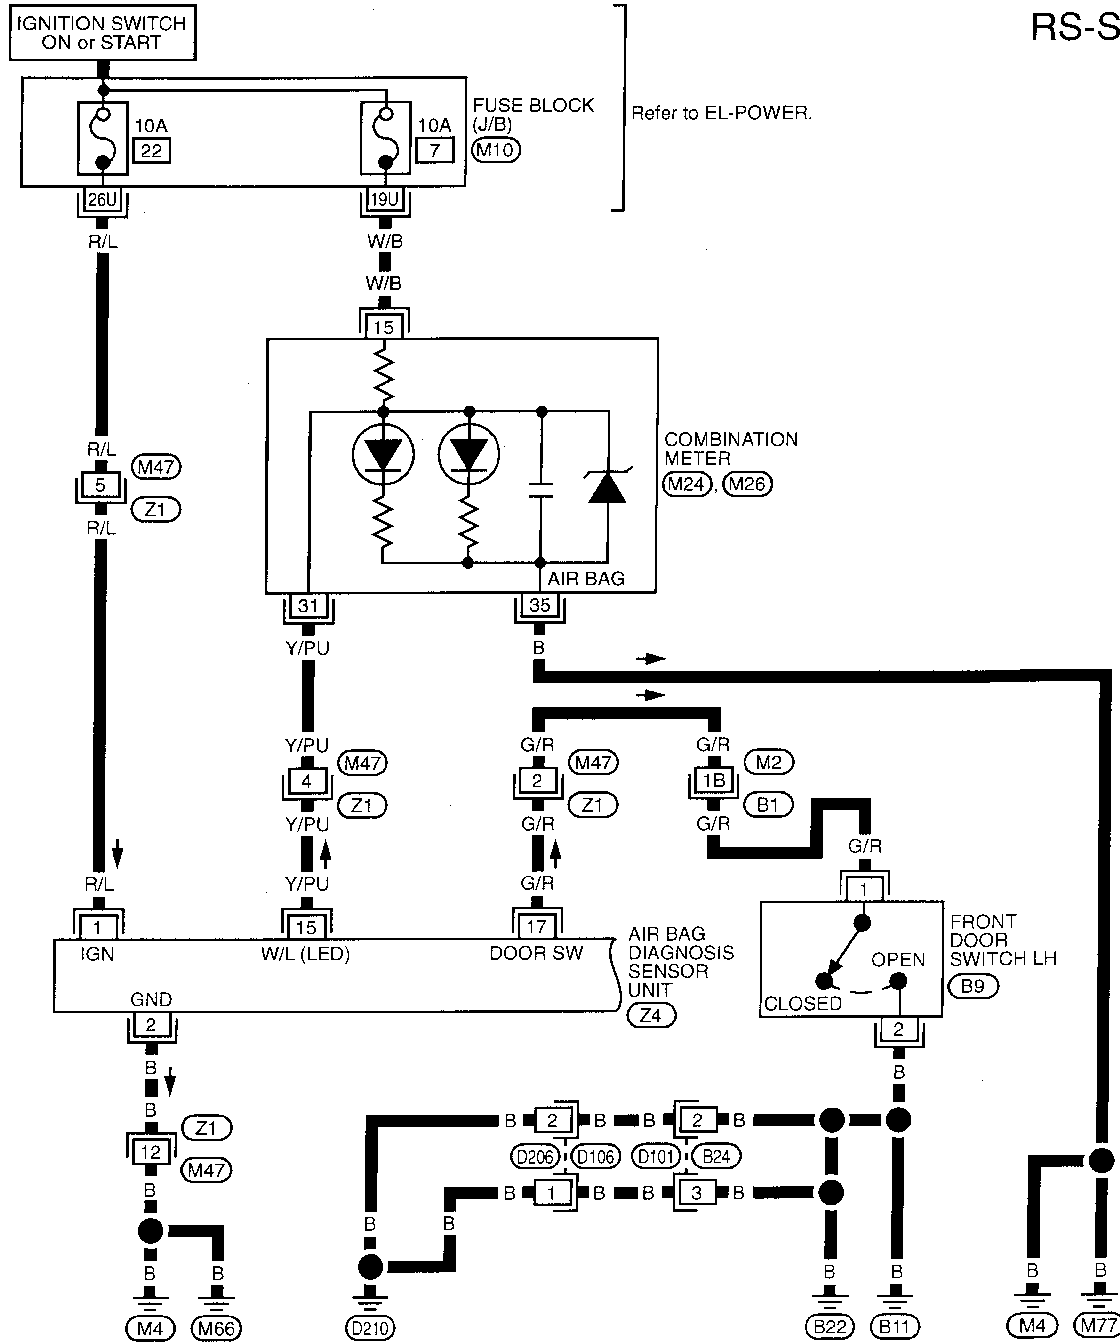 IGNITION SWITCH
ON or START
RS-S
FUSE BLOCK
(J/B)
M10
Refer to EL-POWER.
10A
22
10A
7
26U
19U
R/L
W/B
W/B
15
R/L
M47
5
Z1
R/L
COMBINATION
METER
M24, M26
AIR BAG
31
35
Y/PU
B
Y/PU
G/R
G/R
M47
M47
M2
4
2
1B
Z1
Z1
B1
Y/PU
G/R
G/R
G/R
R/L
Y/PU
G/R
1
1
15
17
IGN
W/L (LED)
DOOR SW
AIR BAG
DIAGNOSIS
SENSOR
UNIT
Z4
FRONT
DOOR
SWITCH LH
B9
OPEN
CLOSED
GND
2
2
B
B
B
Z1
12
M47
B
B
2
B
B
2
B
D206
D106
D101
B24
B
1
B
B
3
B
B
B
B
B
B
B
B
B
B
B
M4
M66
D210
B22
B11
M4
M77